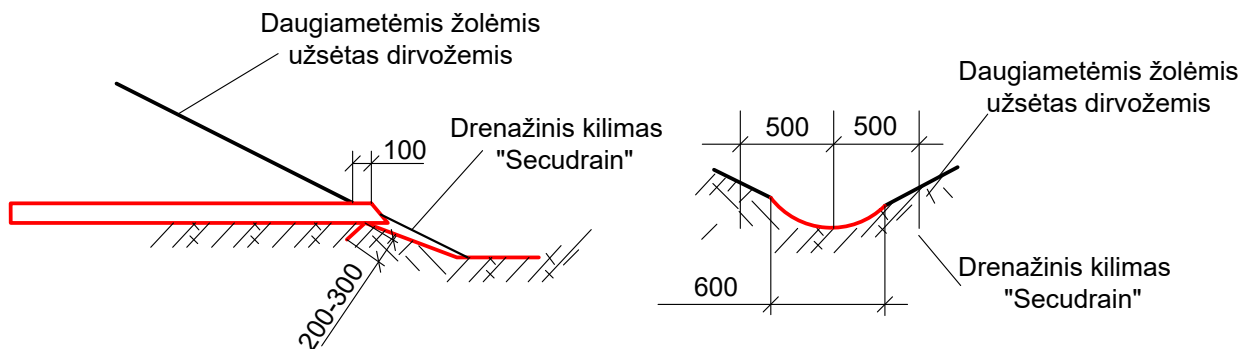 Daugiametėmis žolėmis
užsėtas dirvožemis
Drenažinis kilimas
"Secudrain"
100
200-300
Daugiametėmis žolėmis
užsėtas dirvožemis
500
500
600
Drenažinis kilimas
"Secudrain"